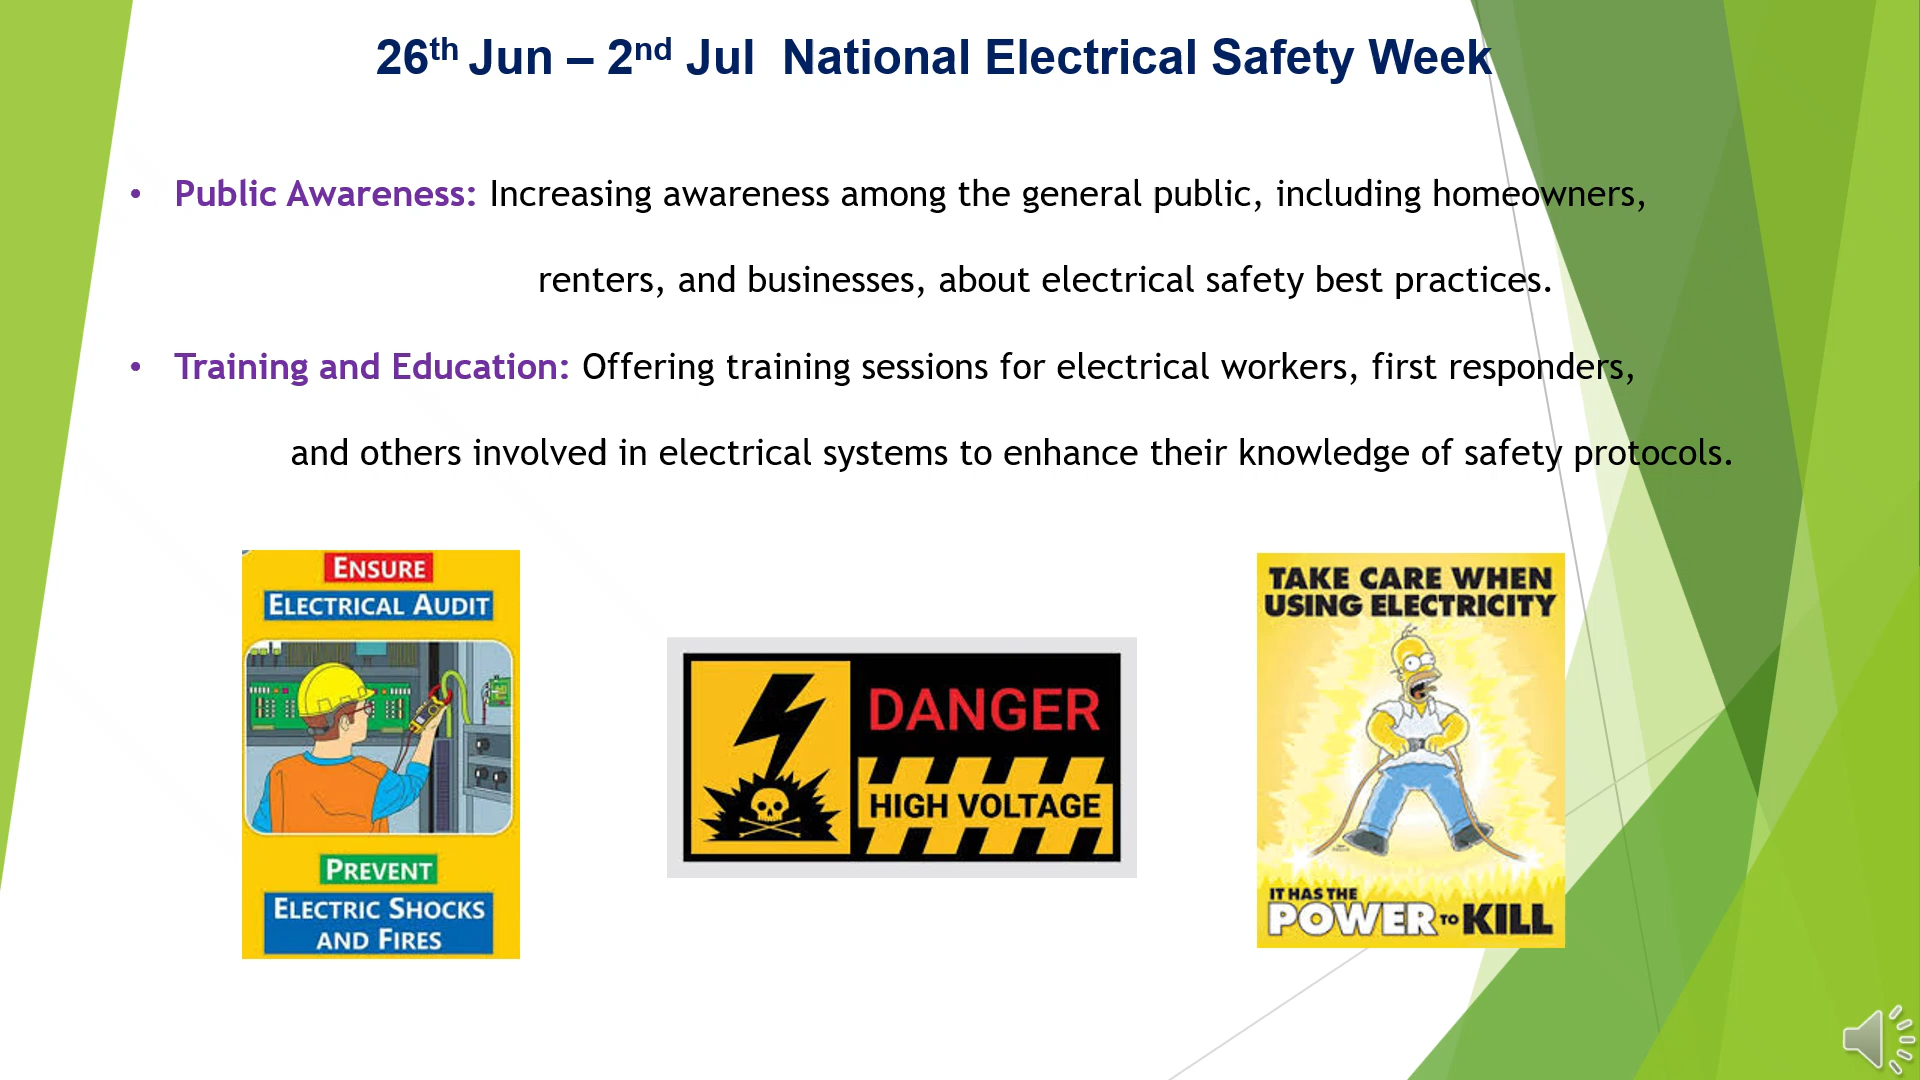 26th Jun – 2nd Jul  National Electrical Safety Week
• Public Awareness: Increasing awareness among the general public, including homeowners,
renters, and businesses, about electrical safety best practices.
• Training and Education: Offering training sessions for electrical workers, first responders,
and others involved in electrical systems to enhance their knowledge of safety protocols.
ENSURE
ELECTRICAL AUDIT
PREVENT
ELECTRIC SHOCKS
AND FIRES
DANGER
HIGH VOLTAGE
TAKE CARE WHEN
USING ELECTRICITY
IT HAS THE
POWER TO KILL